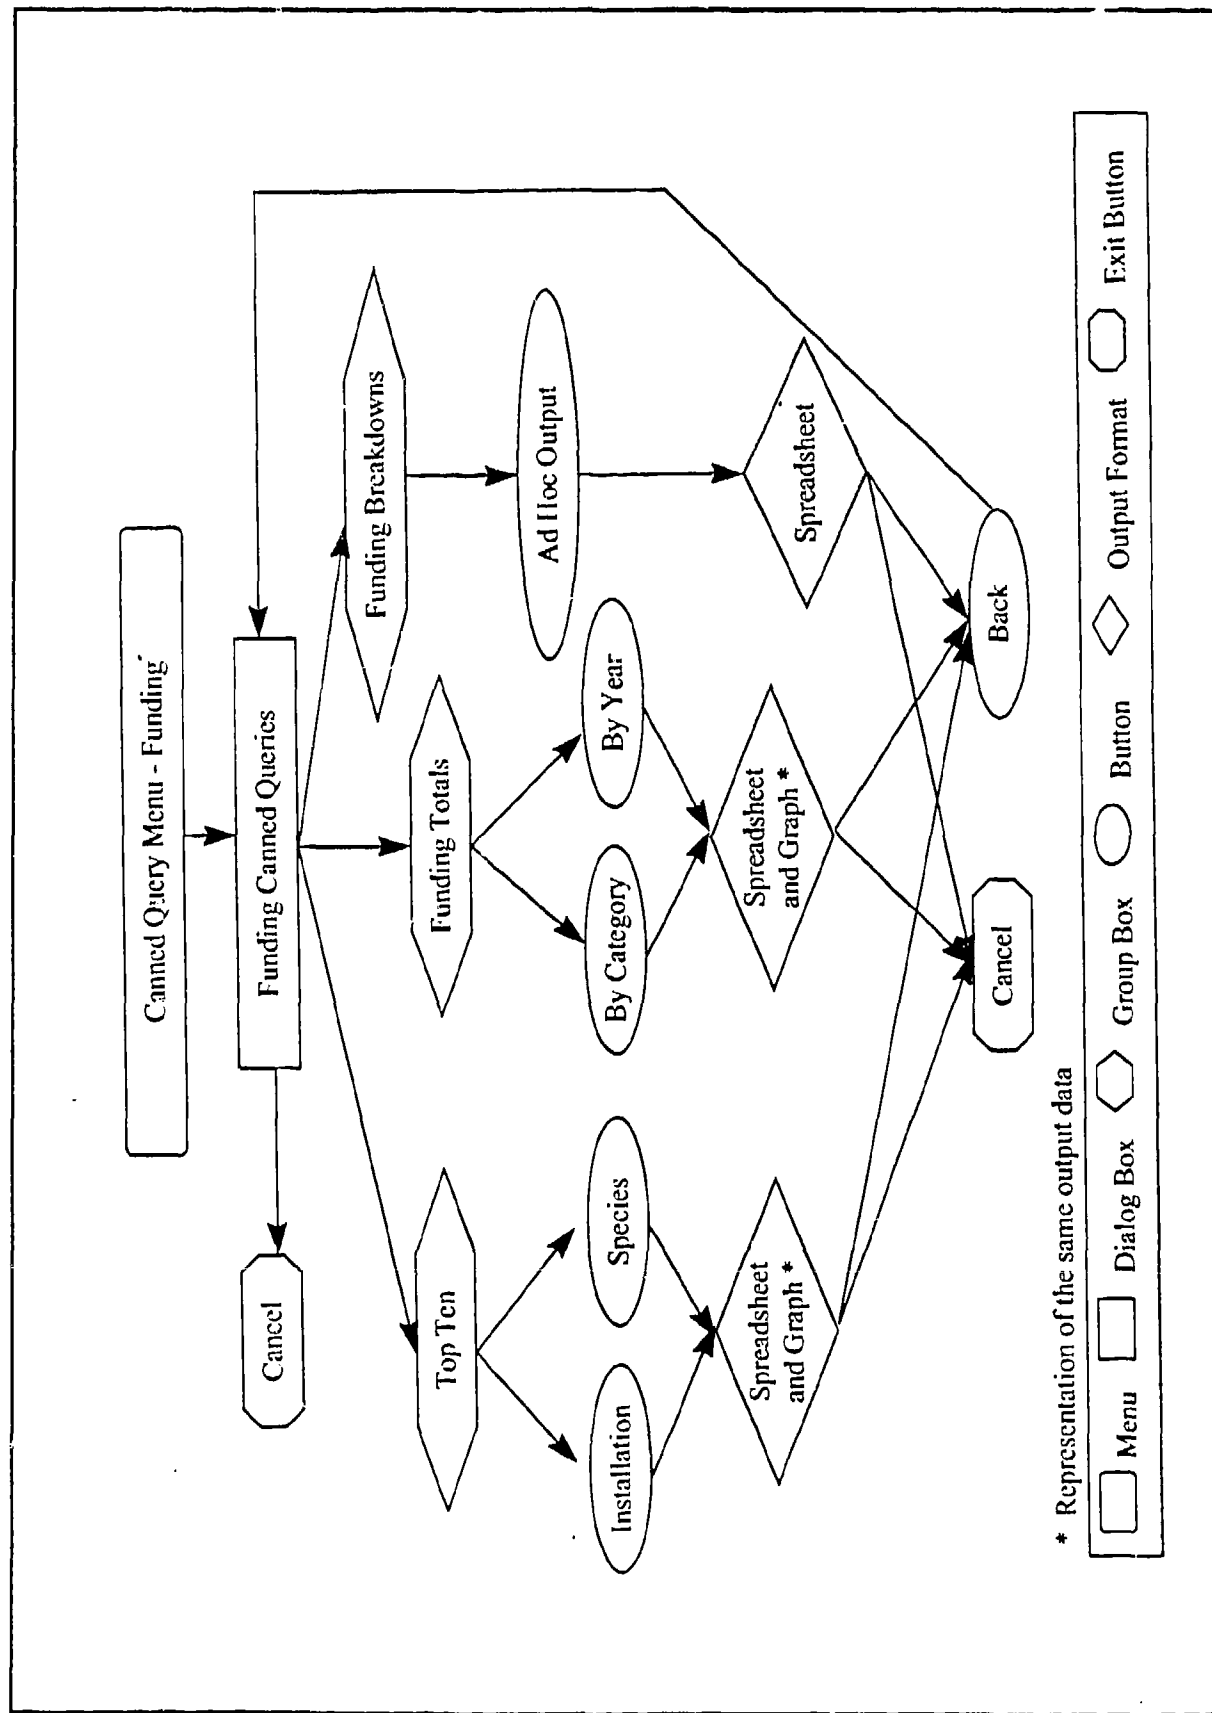 Canned Query Menu - Funding
Funding Canned Queries
Cancel
Top Ten
Funding Totals
Funding Breakdowns
Installation
Species
By Category
By Year
Ad Hoc Output
Spreadsheet
and Graph *
Spreadsheet
and Graph *
Spreadsheet
Cancel
Back
* Representation of the same output data
Menu
Dialog Box
Group Box
Button
Output Format
Exit Button